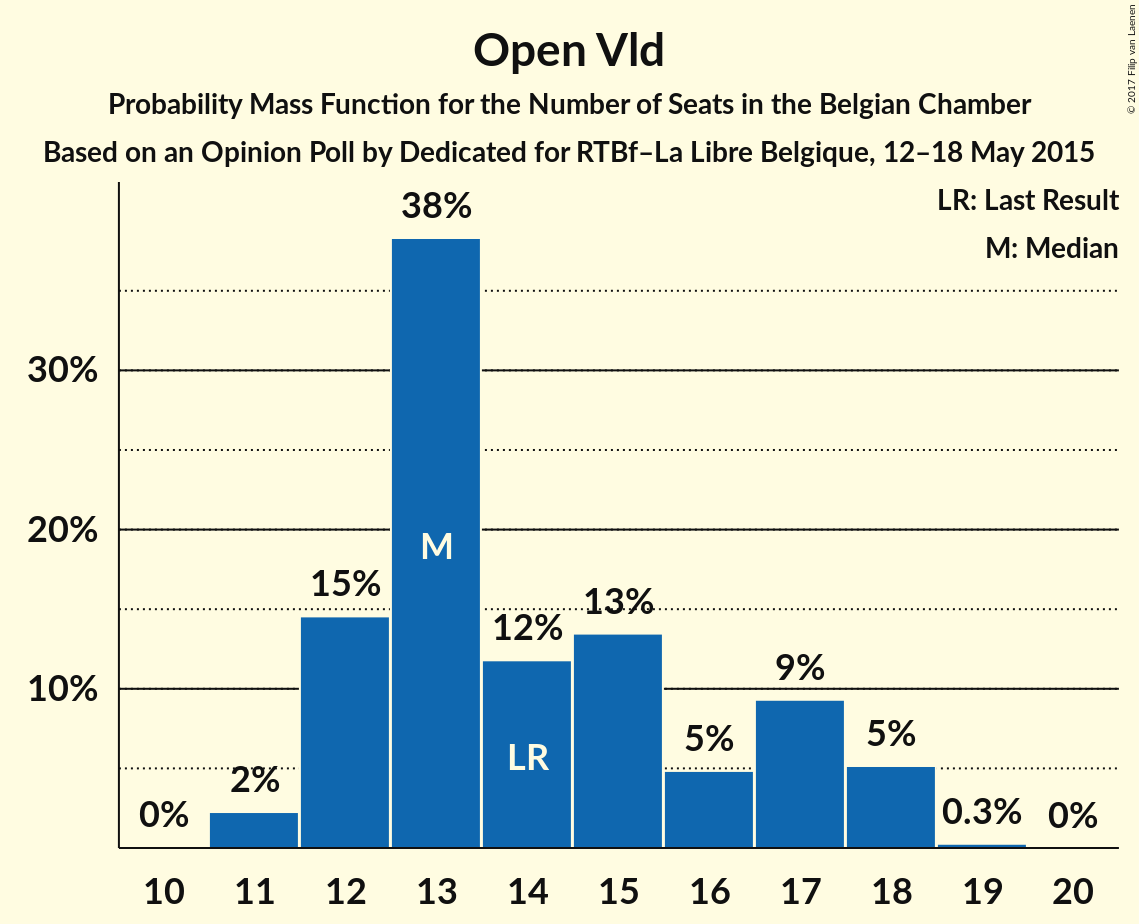 Open Vld
Probability Mass Function for the Number of Seats in the Belgian Chamber
Based on an Opinion Poll by Dedicated for RTBf–La Libre Belgique, 12–18 May 2015
© 2017 Filip van Laenen
LR: Last Result
M: Median
38%
30%
20%
10%
M
15%
13%
12%
9%
LR
5%
5%
2%
0%
0.3%
0%
10 11 12 13 14 15 16 17 18 19 20